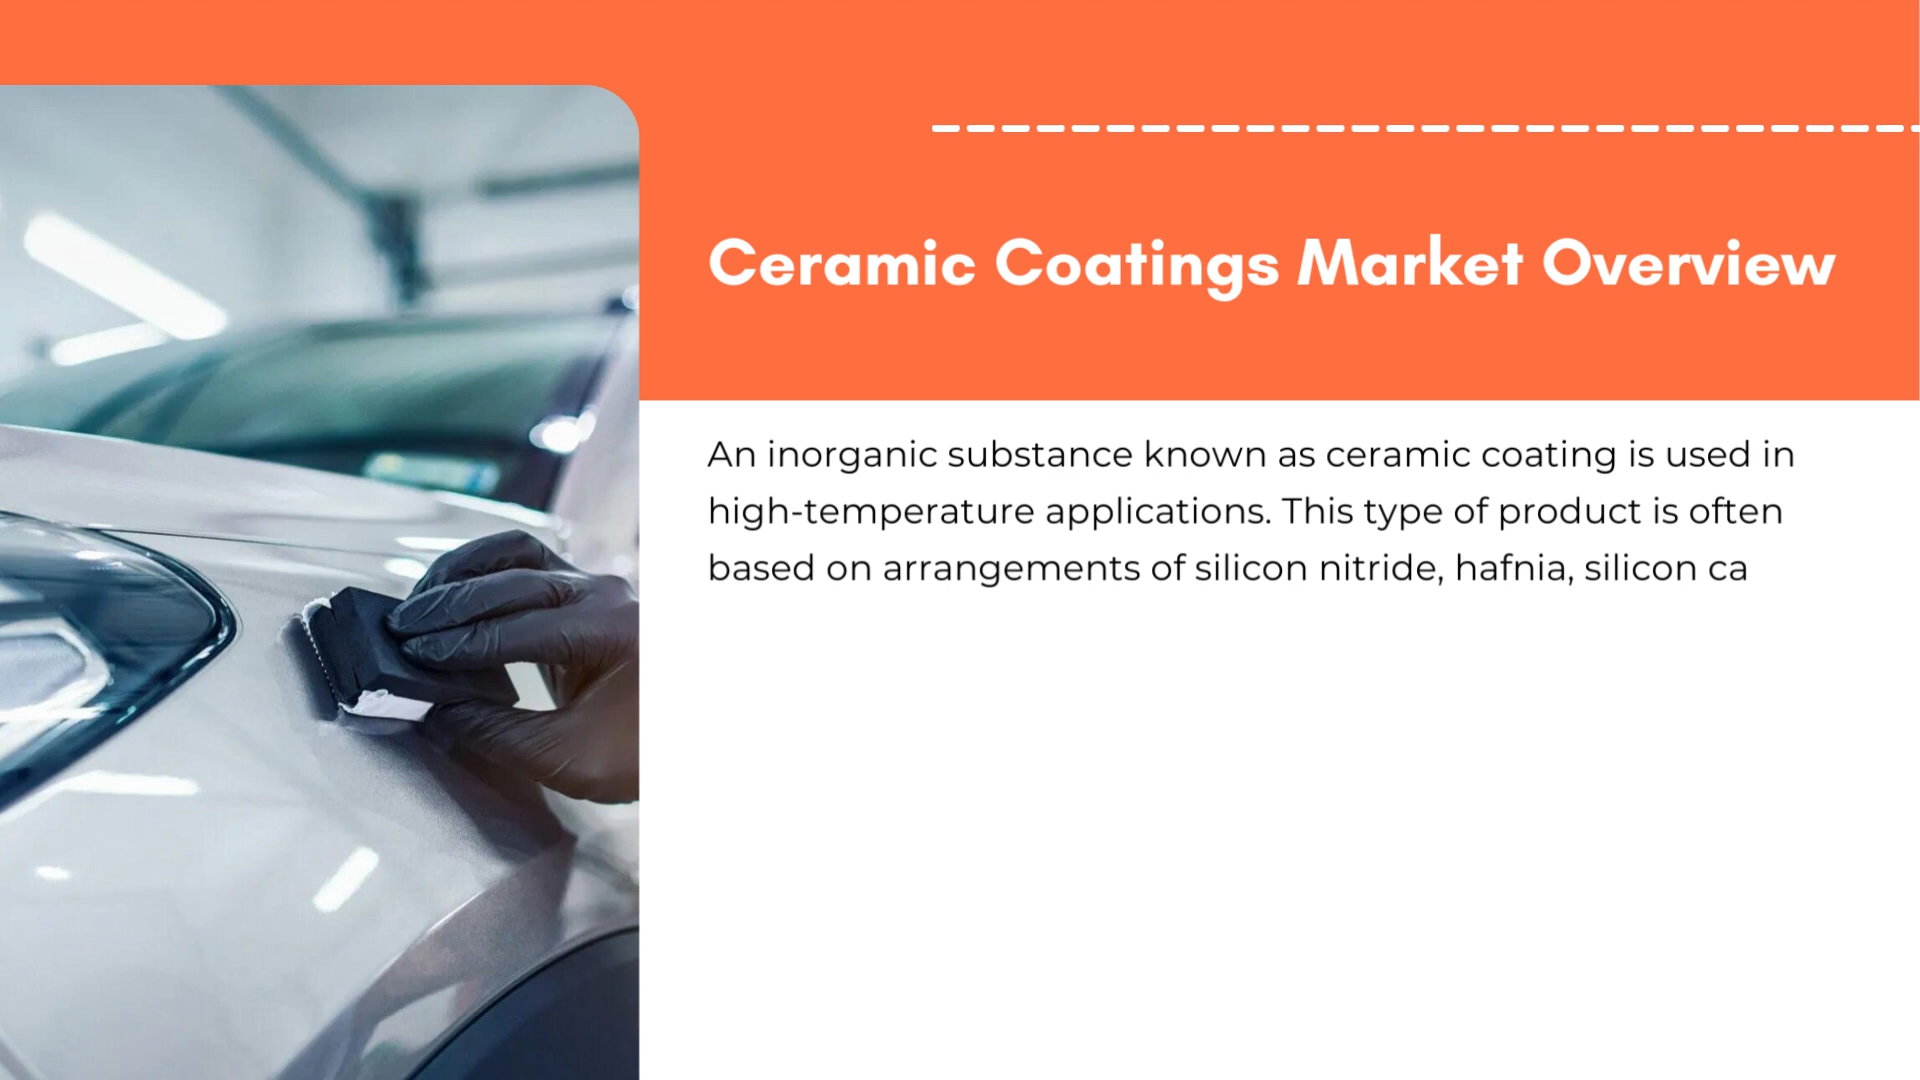 Ceramic Coatings Market Overview
An inorganic substance known as ceramic coating is used in
high-temperature applications. This type of product is often
based on arrangements of silicon nitride, hafnia, silicon ca